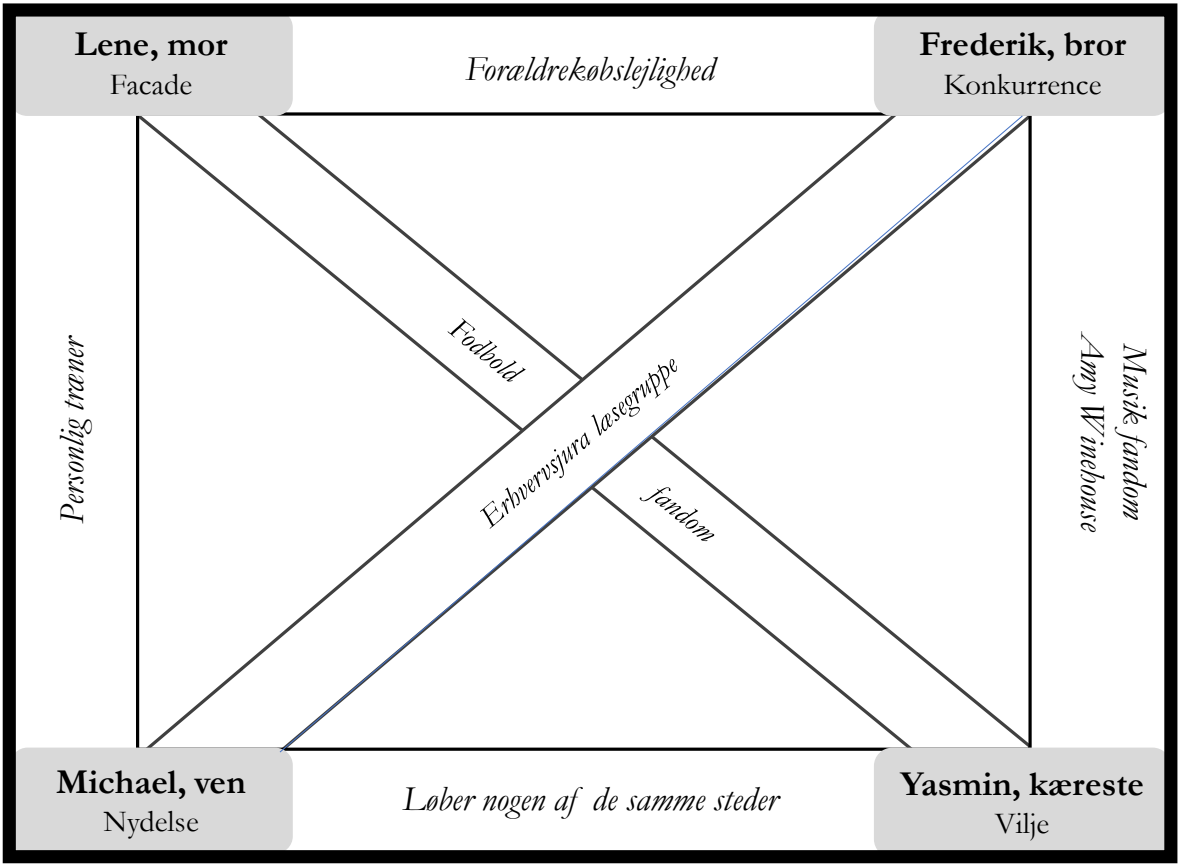 Lene, mor
Facade
Forældrekøbslejlighed
Frederik, bror
Konkurrence
Personlig træner
Fodbold
Erhvervsjura læsegruppe
fandom
Musik fandom
Amy Winehouse
Michael, ven
Nydelse
Løber nogen af de samme steder
Yasmin, kæreste
Vilje